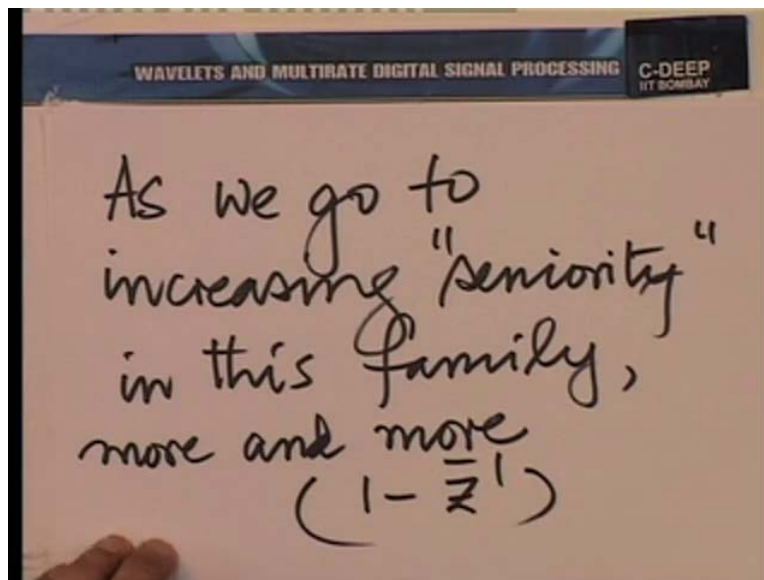 WAVELETS AND MULTIRATE DIGITAL SIGNAL PROCESSING
C-DEEP
IIT BOMBAY
As we go to
increasing "seniority"
in this family,
more and more
(1 - z⁻¹)